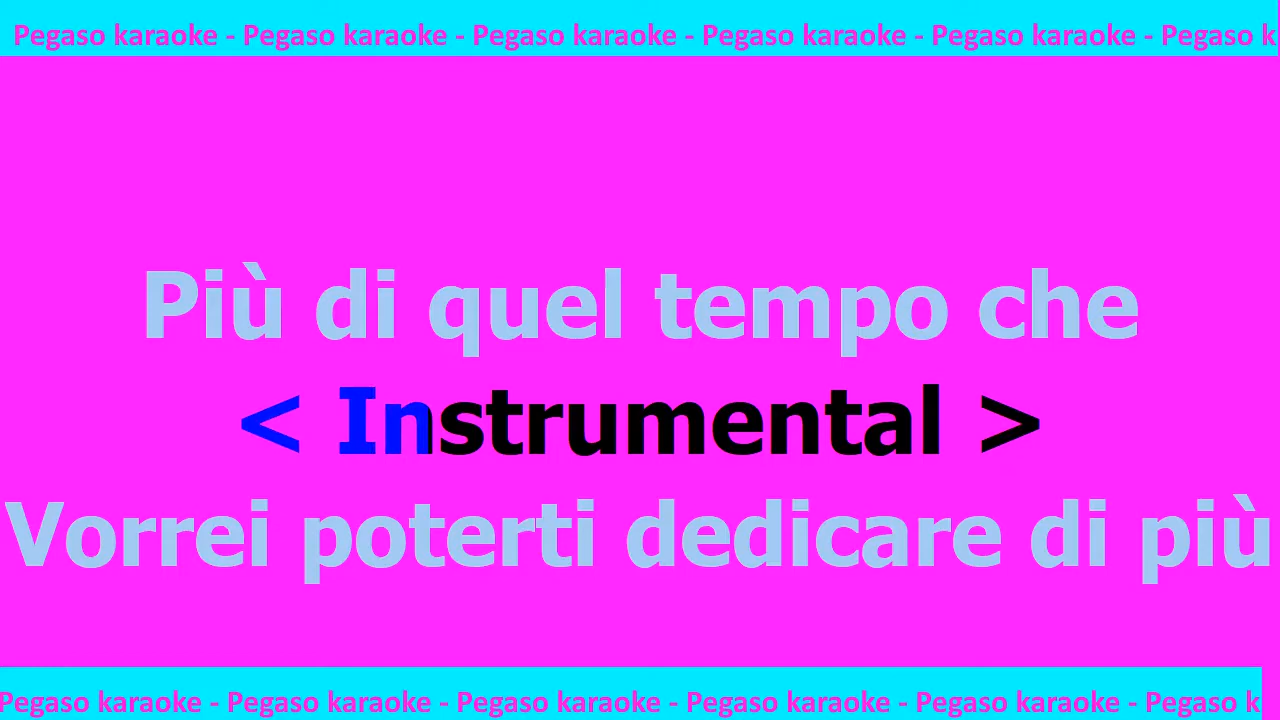 Pegaso karaoke - Pegaso karaoke - Pegaso karaoke - Pegaso karaoke - Pegaso karaoke - Pegaso k
Più di quel tempo che
< Instrumental >
Vorrei poterti dedicare di più
Pegaso karaoke - Pegaso karaoke - Pegaso karaoke - Pegaso karaoke - Pegaso karaoke - Pegaso k